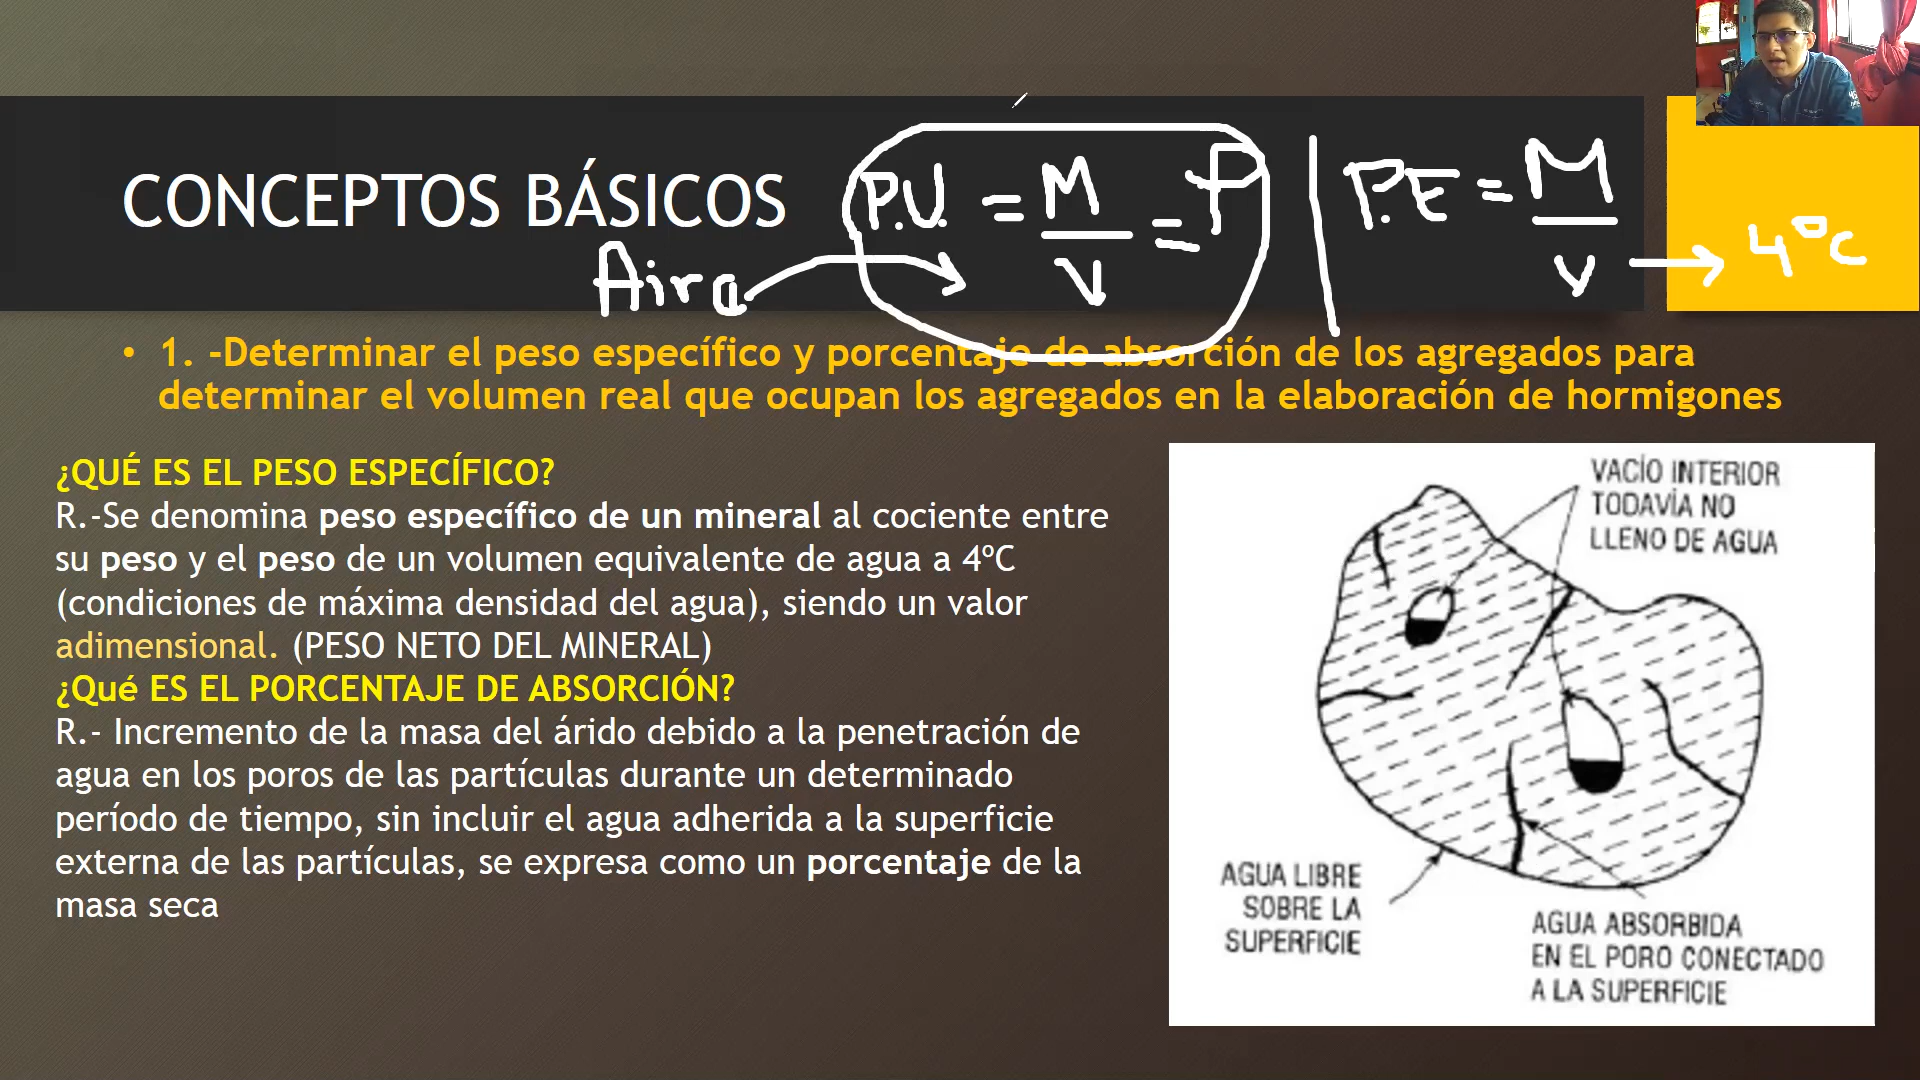 CONCEPTOS BÁSICOS
P.U. = M/V = P
P.E = M/V → 4°C
Aire
• 1. -Determinar el peso específico y porcentaje de absorción de los agregados para
determinar el volumen real que ocupan los agregados en la elaboración de hormigones
¿QUÉ ES EL PESO ESPECÍFICO?
R.-Se denomina peso específico de un mineral al cociente entre
su peso y el peso de un volumen equivalente de agua a 4ºC
(condiciones de máxima densidad del agua), siendo un valor
adimensional. (PESO NETO DEL MINERAL)
¿Qué ES EL PORCENTAJE DE ABSORCIÓN?
R.- Incremento de la masa del árido debido a la penetración de
agua en los poros de las partículas durante un determinado
período de tiempo, sin incluir el agua adherida a la superficie
externa de las partículas, se expresa como un porcentaje de la
masa seca
VACÍO INTERIOR
TODAVÍA NO
LLENO DE AGUA
AGUA LIBRE
SOBRE LA
SUPERFICIE
AGUA ABSORBIDA
EN EL PORO CONECTADO
A LA SUPERFICIE